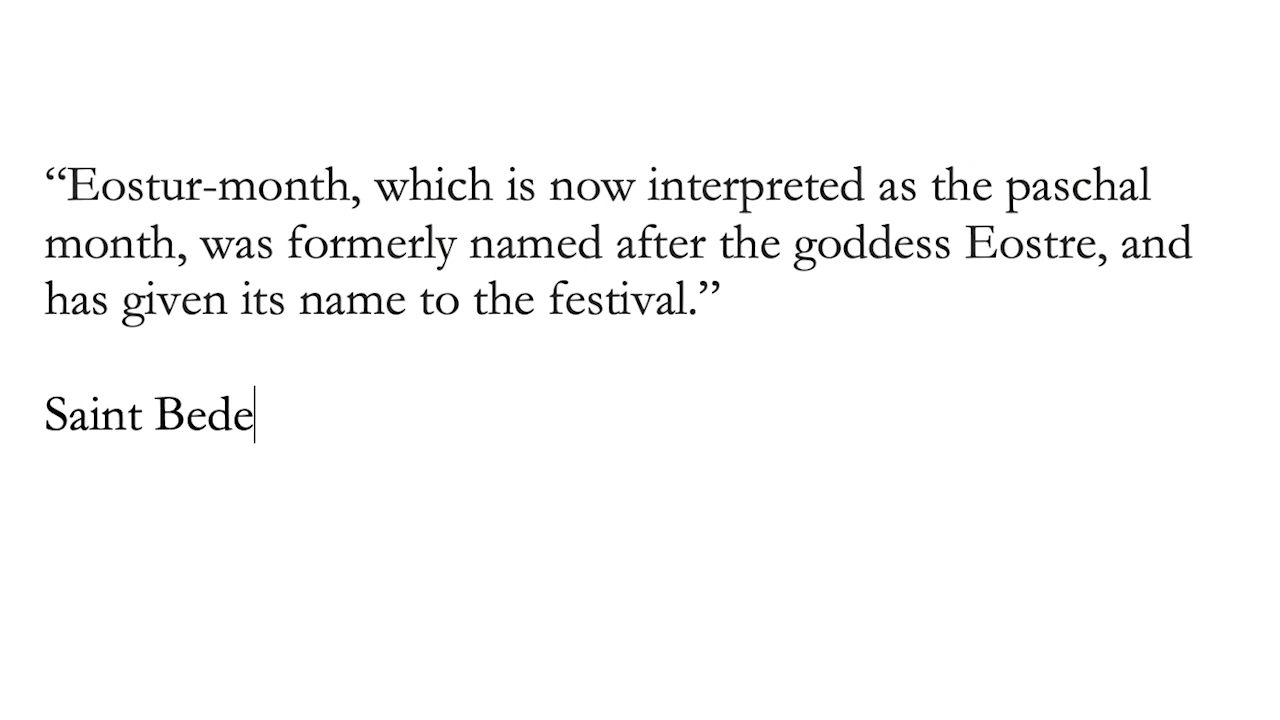 “Eostur-month, which is now interpreted as the paschal
month, was formerly named after the goddess Eostre, and
has given its name to the festival.”
Saint Bede